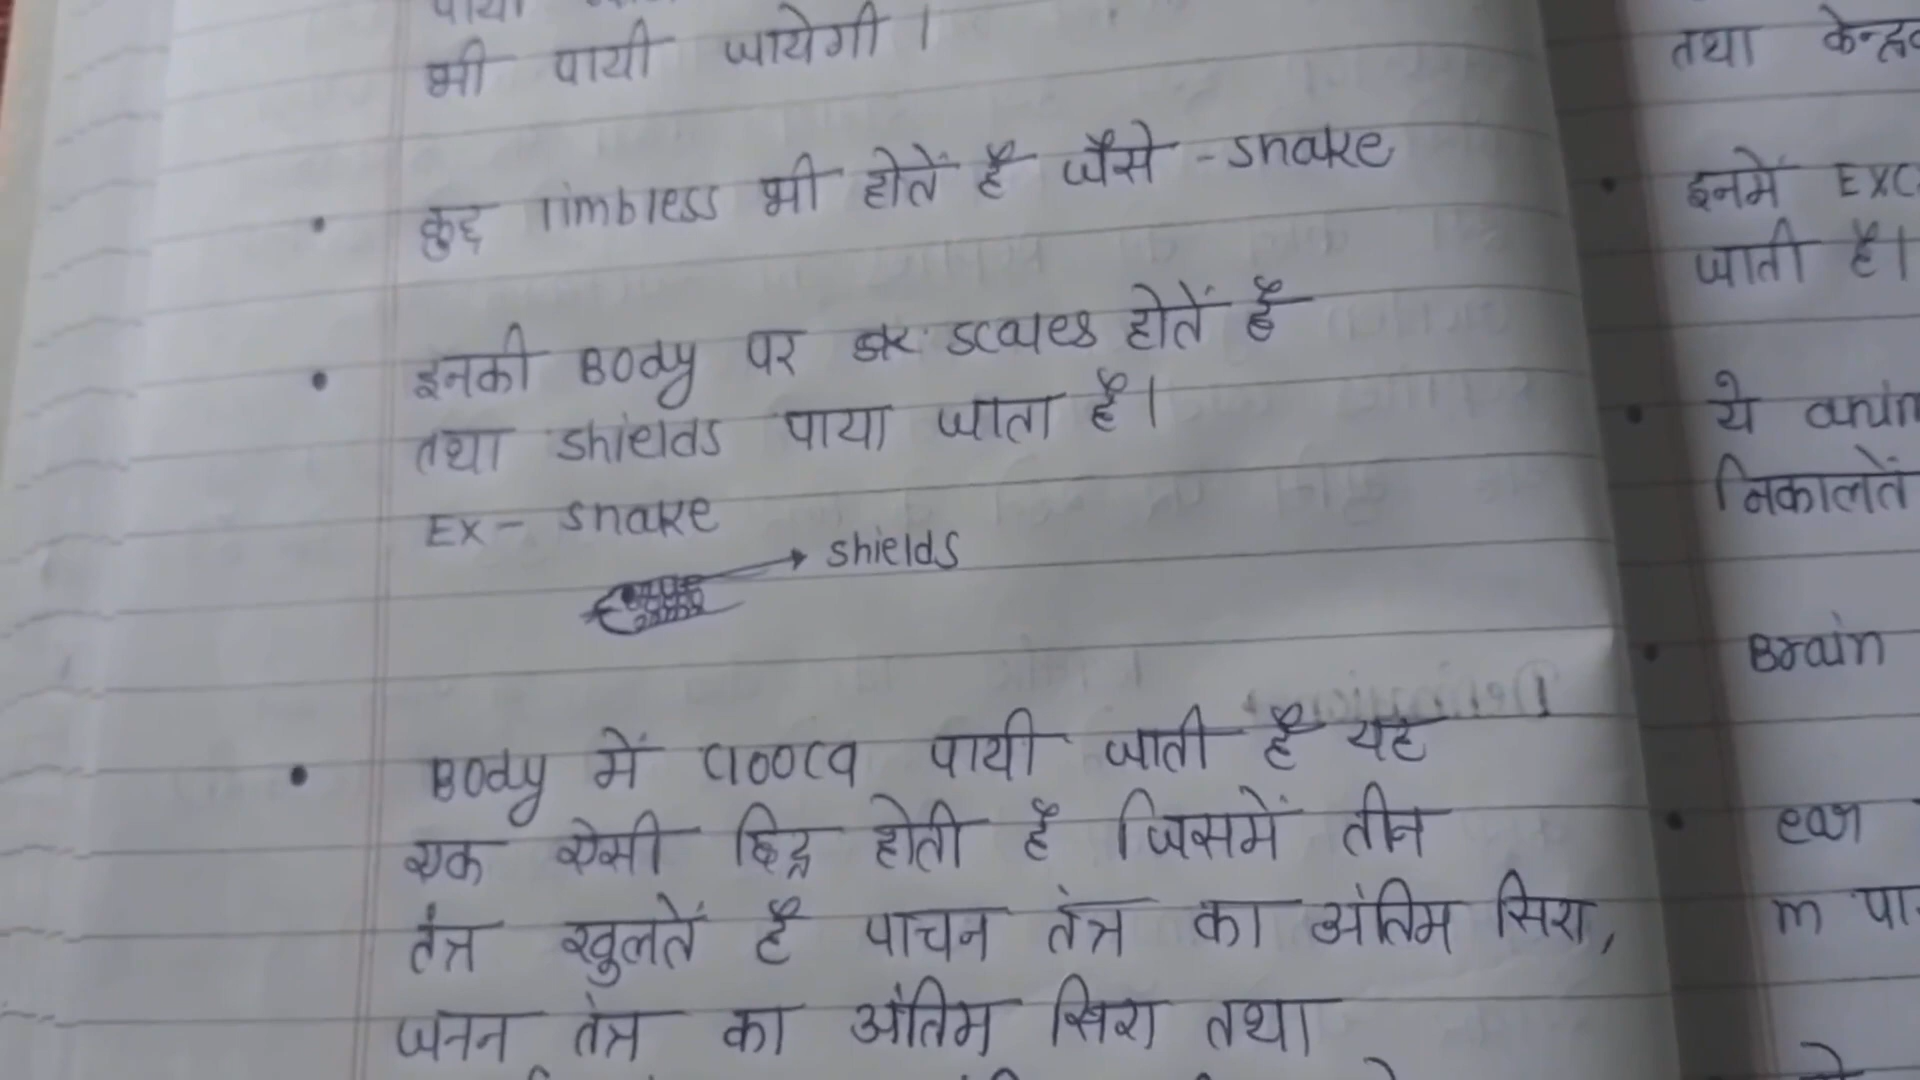 भी पायी जायेगी ।
कुछ limbless भी होतें है जैसे - snake
इनकी Body पर scales होतें है
तथा shields पाया जाता है।
Ex - snake
shields
Body में clooca पायी जाती है यह
एक ऐसी छिद्र होती है जिसमें तीन
तंत्र खुलतें है पाचन तंत्र का अंतिम सिरा,
जनन तंत्र का अंतिम सिरा तथा
तथा
इनमें
जाती है।
ये
निकालतें
Brain
ear
m